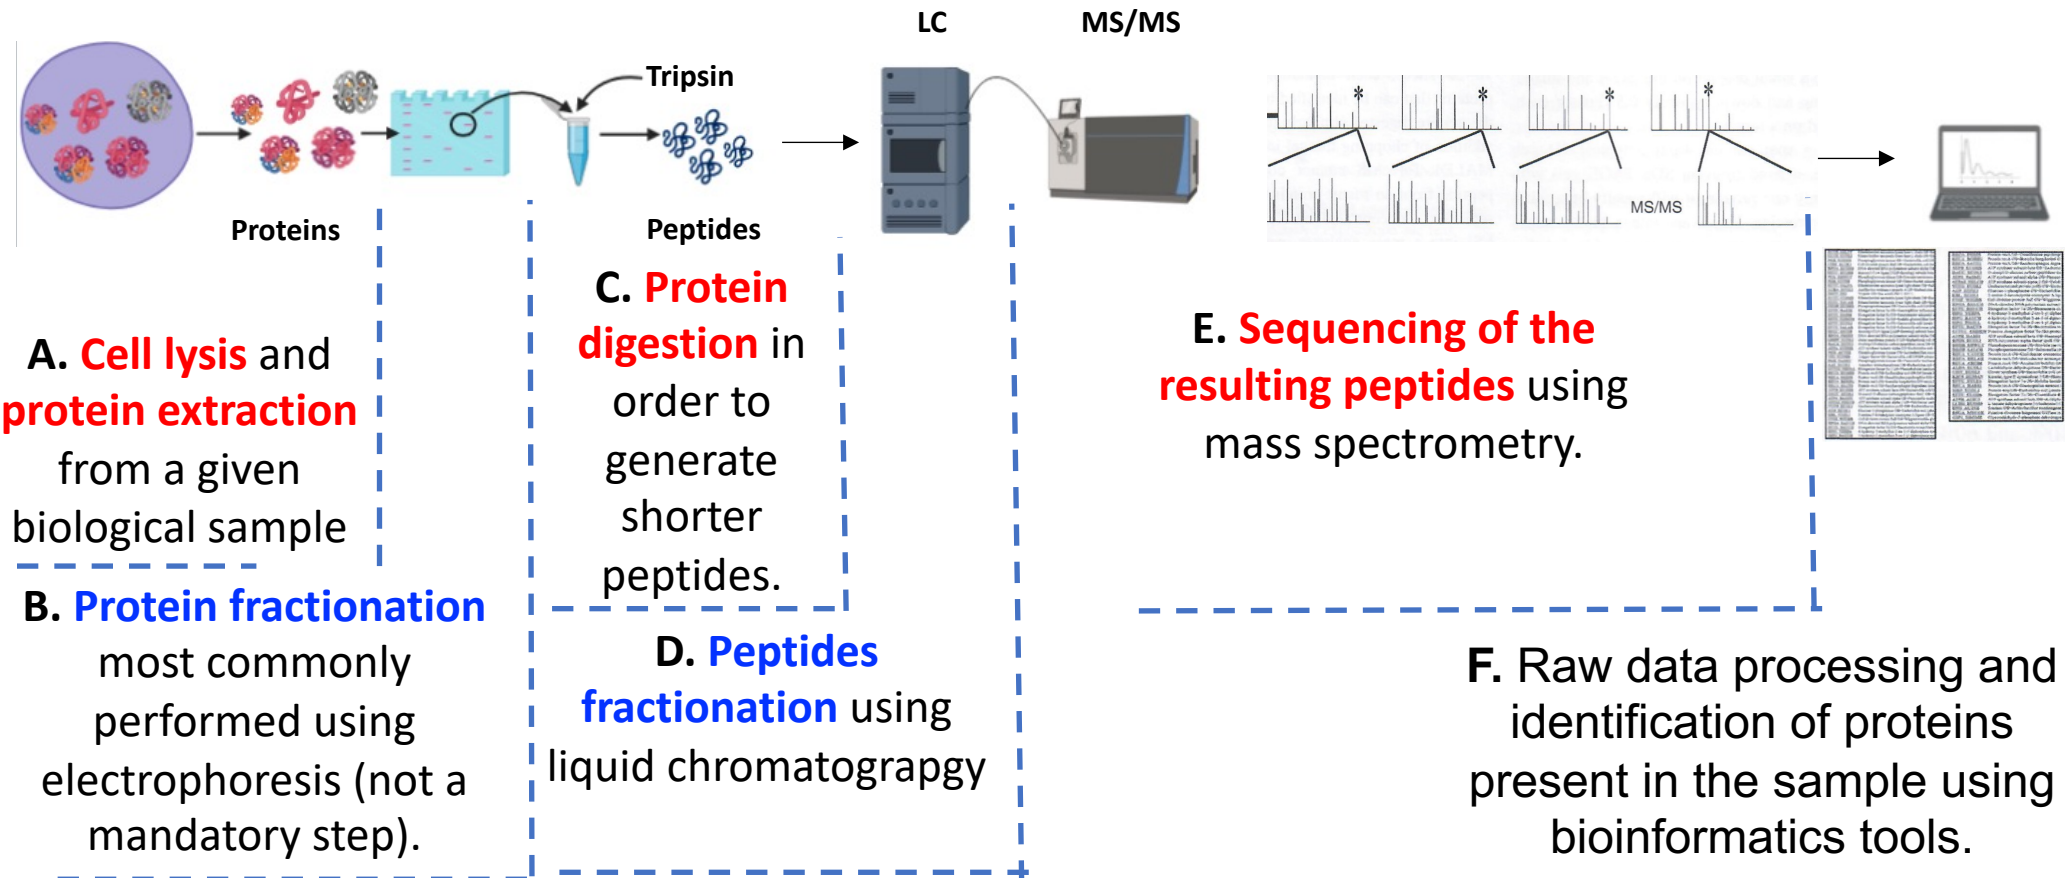 LC
MS/MS
Tripsin
Proteins
Peptides
MS/MS
A. Cell lysis and
protein extraction
from a given
biological sample
B. Protein fractionation
most commonly
performed using
electrophoresis (not a
mandatory step).
C. Protein
digestion in
order to
generate
shorter
peptides.
D. Peptides
fractionation using
liquid chromatograpgy
E. Sequencing of the
resulting peptides using
mass spectrometry.
F. Raw data processing and
identification of proteins
present in the sample using
bioinformatics tools.